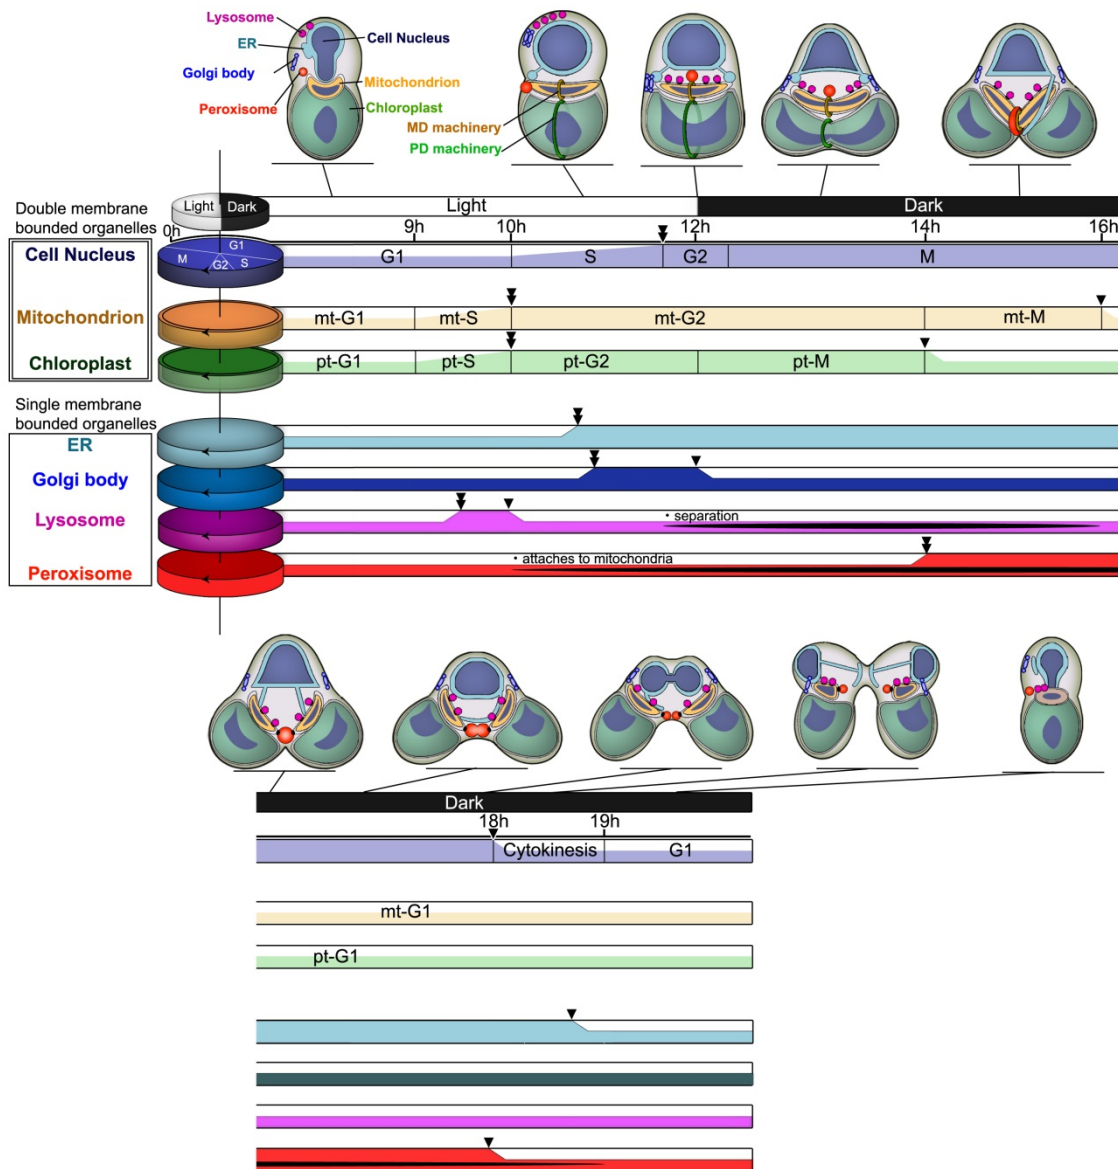 Lysosome
ER
Cell Nucleus
Golgi body
Mitochondrion
Peroxisome
Chloroplast
MD machinery
PD machinery
Double membrane
bounded organelles
Light Dark
Light Dark
0h 9h 10h 12h 14h 16h
Cell Nucleus
G1
M G2 S
G1 S G2 M
Mitochondrion
mt-G1 mt-S mt-G2 mt-M
Chloroplast
pt-G1 pt-S pt-G2 pt-M
Single membrane
bounded organelles
ER
Golgi body
Lysosome
• separation
• attaches to mitochondria
Peroxisome
Dark
18h 19h
Cytokinesis G1
mt-G1
pt-G1